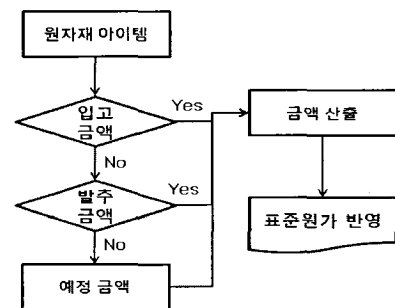 원자재 아이템
입고
금액
Yes
금액 산출
No
발주
금액
Yes
표준원가 반영
No
예정 금액